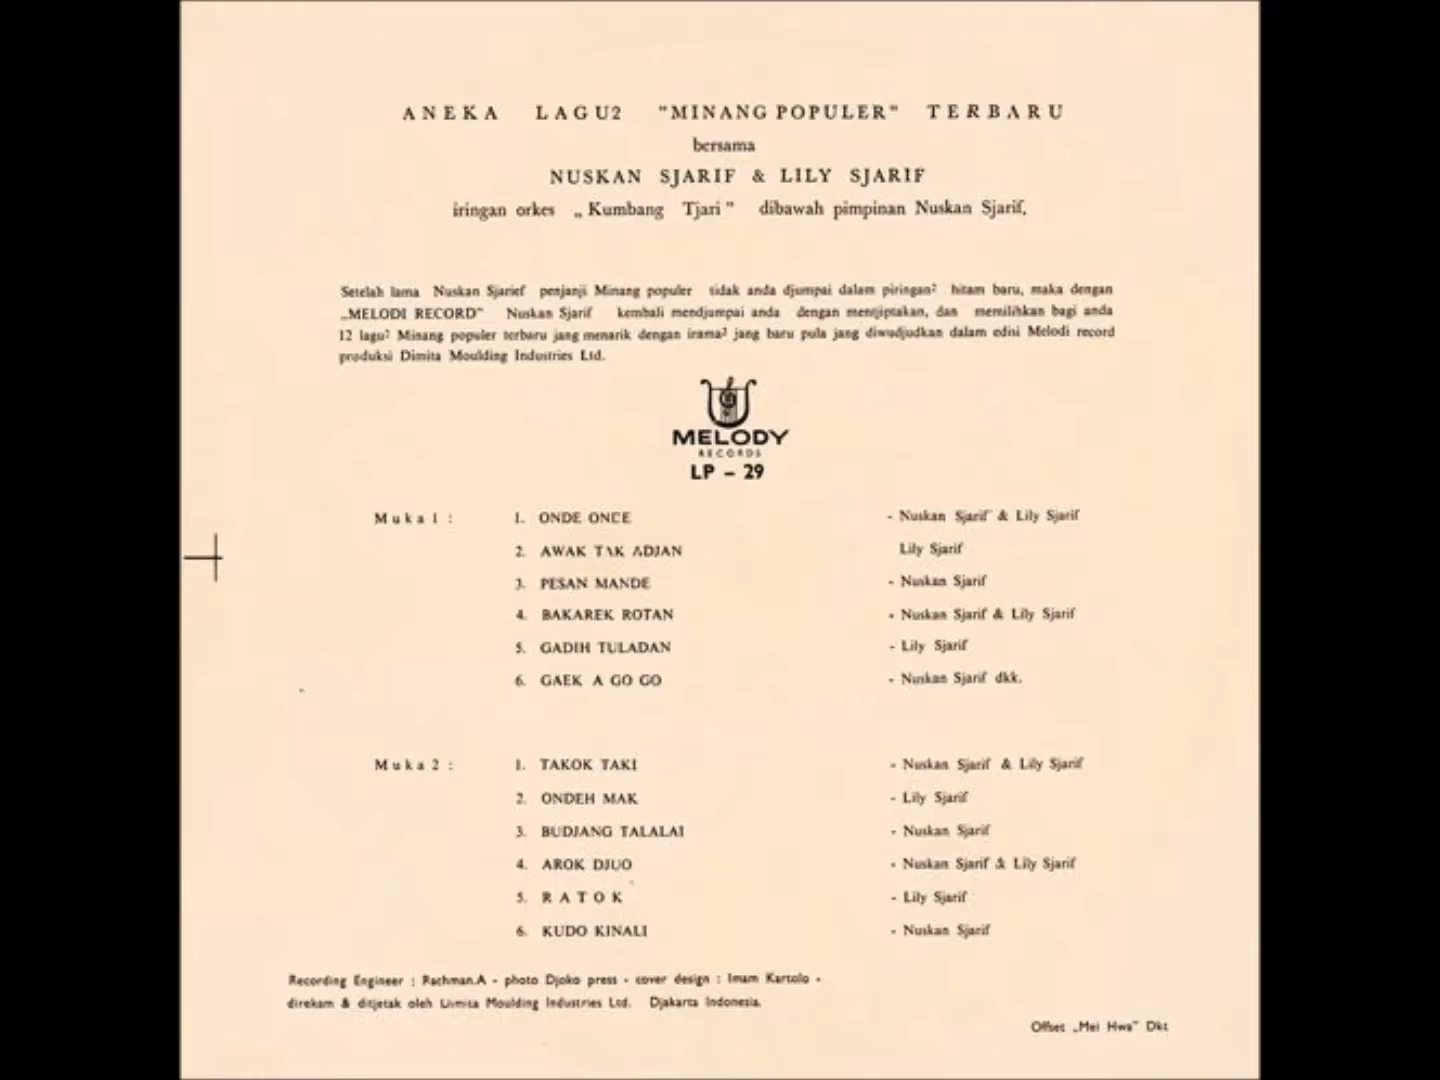 ANEKA LAGU2 "MINANG POPULER" TERBARU
bersama
NUSKAN SJARIF & LILY SJARIF
iringan orkes „Kumbang Tjari" dibawah pimpinan Nuskan Sjarif,
Setelah lama Nuskan Sjarief penjanji Minang populer tidak anda djumpai dalam piringan² hitam baru, maka dengan
„MELODI RECORD" Nuskan Sjarif kembali mendjumpai anda dengan mentjiptakan, dan memilihkan bagi anda
12 lagu² Minang populer terbaru jang menarik dengan irama² jang baru pula jang diwudjudkan dalam edisi Melodi record
produksi Dimita Moulding Industries Ltd.
MELODY
RECORDS
LP - 29
Muka 1 : 1. ONDE ONDE - Nuskan Sjarif & Lily Sjarif
2. AWAK TAK ADJAN Lily Sjarif
3. PESAN MANDE - Nuskan Sjarif
4. BAKAREK ROTAN - Nuskan Sjarif & Lily Sjarif
5. GADIH TULADAN - Lily Sjarif
6. GAEK A GO GO - Nuskan Sjarif dkk.
Muka 2 : 1. TAKOK TAKI - Nuskan Sjarif & Lily Sjarif
2. ONDEH MAK - Lily Sjarif
3. BUDJANG TALALAI - Nuskan Sjarif
4. AROK DJUO - Nuskan Sjarif & Lily Sjarif
5. RATOK - Lily Sjarif
6. KUDO KINALI - Nuskan Sjarif
Recording Engineer : Rachman.A - photo Djoko press - cover design : Imam Kartolo -
direkam & ditjetak oleh Dimita Moulding Industries Ltd. Djakarta Indonesia.
Offset „Mei Hwa" Dkt